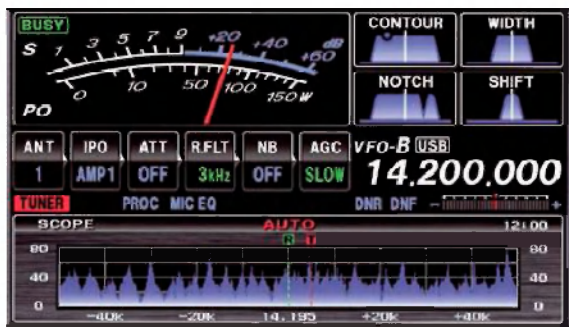 BUSY
S 1 3 5 7 9 +20 +40 +60 dB
PO 0 10 50 100 150 W
CONTOUR WIDTH
NOTCH SHIFT
ANT IPO ATT R.FLT NB AGC
1 AMP1 OFF 3kHz OFF SLOW
VFO-B USB
14.200.000
TUNER PROC MIC EQ DNR DNF - +
SCOPE AUTO 12:00
R T
80 80
40 40
0 0
-40k -20k 14.195 +20k +40k